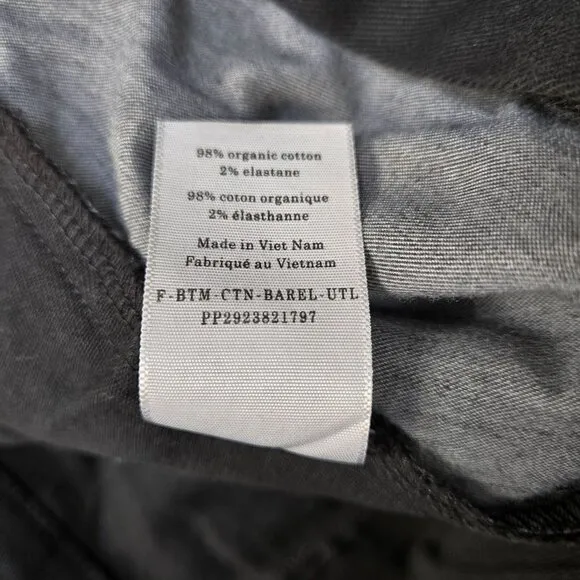 98% organic cotton
2% elastane
98% coton organique
2% élasthanne
Made in Viet Nam
Fabriqué au Vietnam
F-BTM-CTN-BAREL-UTL
PP2923821797